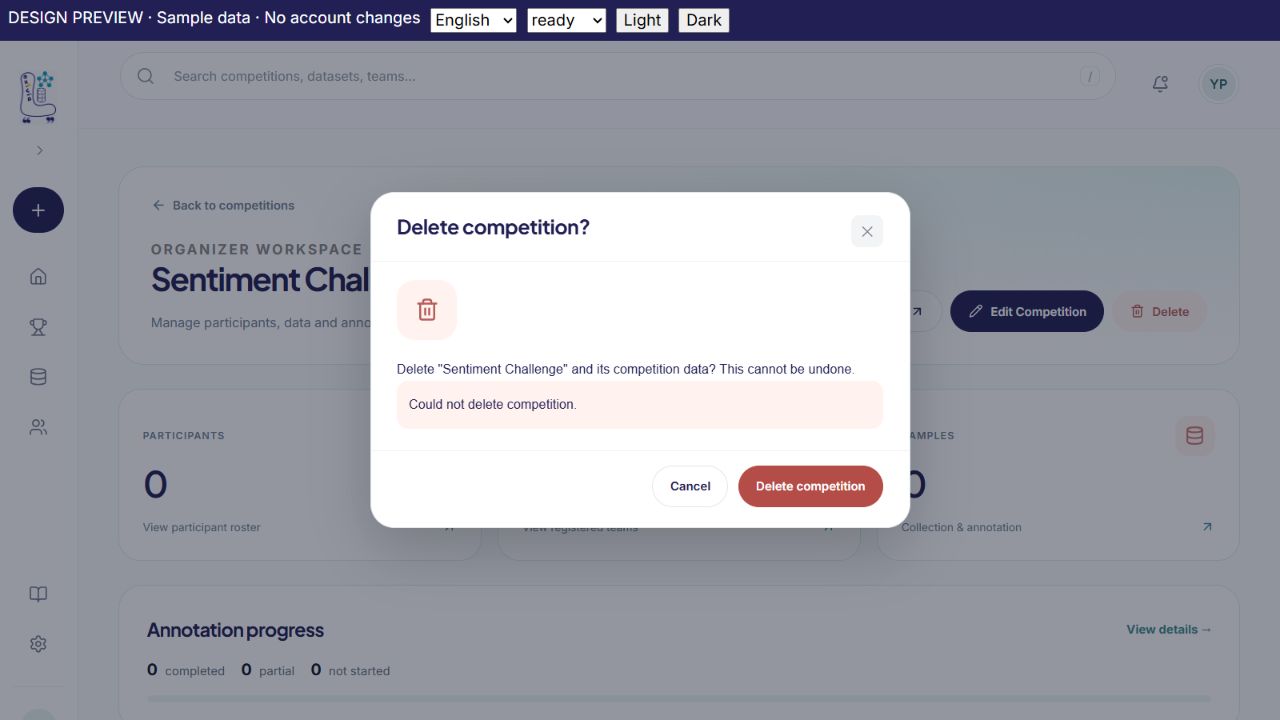 DESIGN PREVIEW · Sample data · No account changes English ready Light Dark
Search competitions, datasets, teams... /
YP
Back to competitions
ORGANIZER WORKSPACE
Sentiment Chal
Manage participants, data and anno
Edit Competition
Delete
Delete competition?
Delete "Sentiment Challenge" and its competition data? This cannot be undone.
Could not delete competition.
Cancel
Delete competition
PARTICIPANTS
0
View participant roster
View registered teams
AMPLES
0
Collection & annotation
Annotation progress
View details →
0 completed 0 partial 0 not started